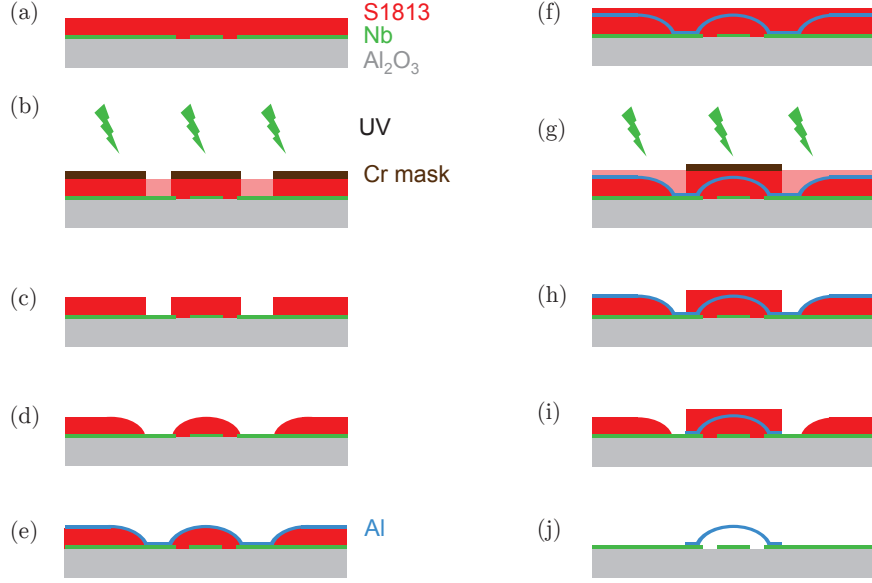 (a)
S1813
Nb
Al₂O₃
(b)
UV
Cr mask
(c)
(d)
(e)
Al
(f)
(g)
(h)
(i)
(j)